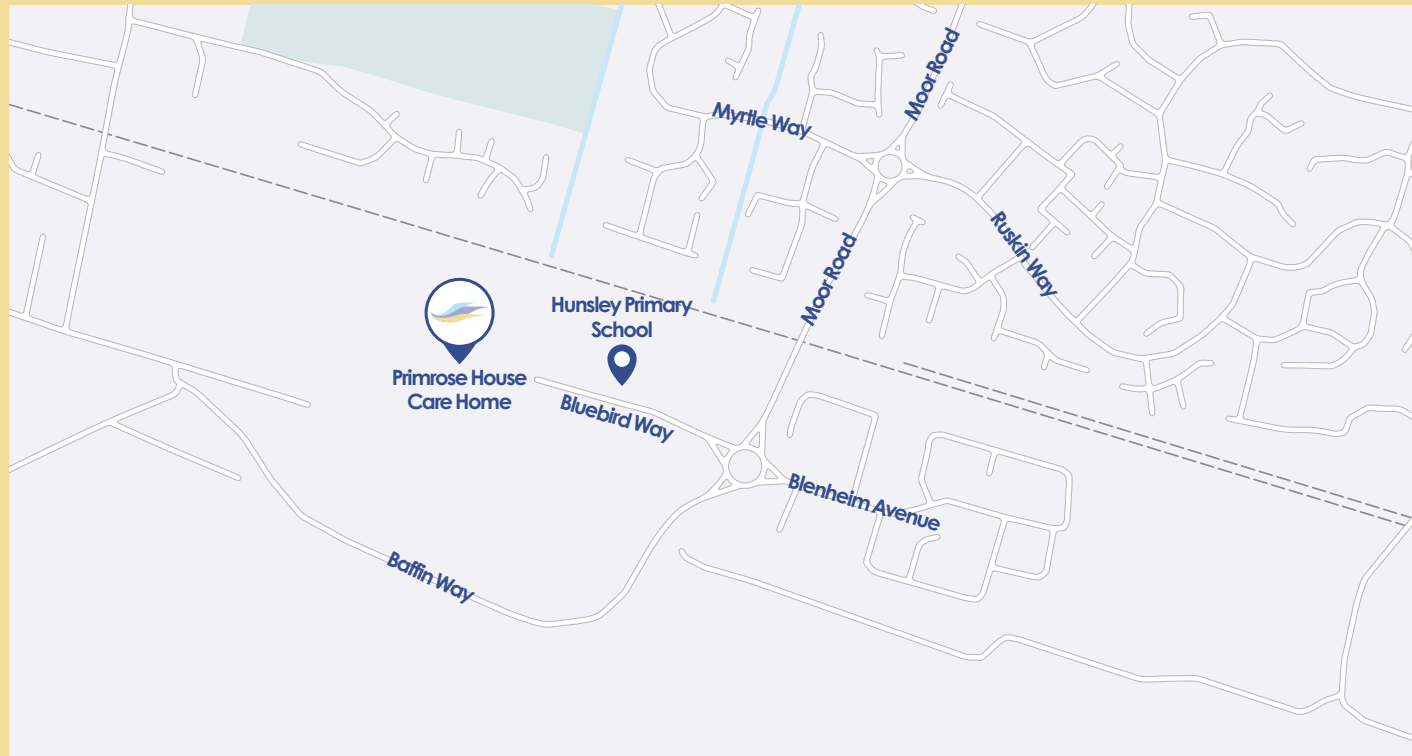 Moor Road
Myrtle Way
Ruskin Way
Moor Road
Hunsley Primary
School
Primrose House
Care Home
Bluebird Way
Blenheim Avenue
Baffin Way